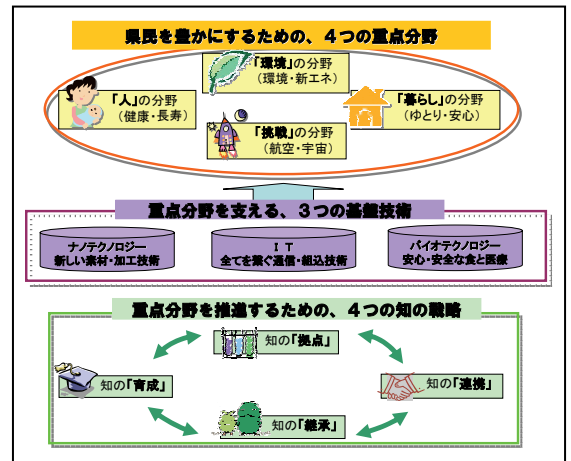 県民を豊かにするための、４つの重点分野
「環境」の分野
（環境・新エネ）
「人」の分野
（健康・長寿）
「暮らし」の分野
（ゆとり・安心）
「挑戦」の分野
（航空・宇宙）
重点分野を支える、３つの基盤技術
ナノテクノロジー
新しい素材・加工技術
ＩＴ
全てを繋ぐ通信・組込技術
バイオテクノロジー
安心・安全な食と医療
重点分野を推進するための、４つの知の戦略
知の「拠点」
知の「育成」
知の「連携」
知の「継承」